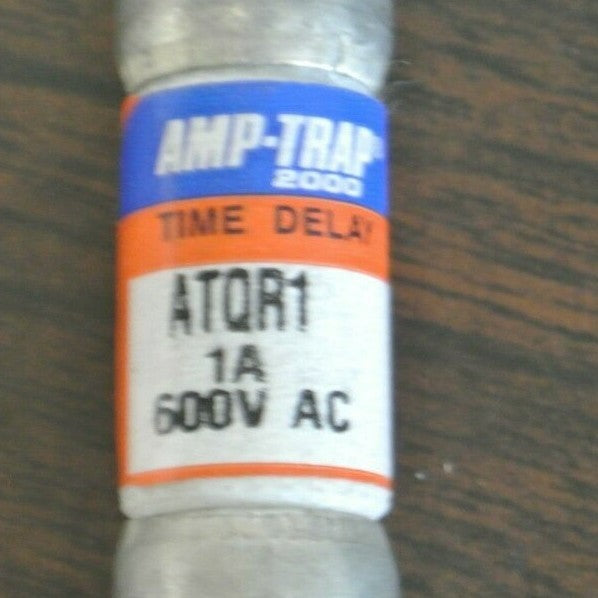 AMP-TRAP
2000
TIME DELAY
ATQR1
1A
600V AC